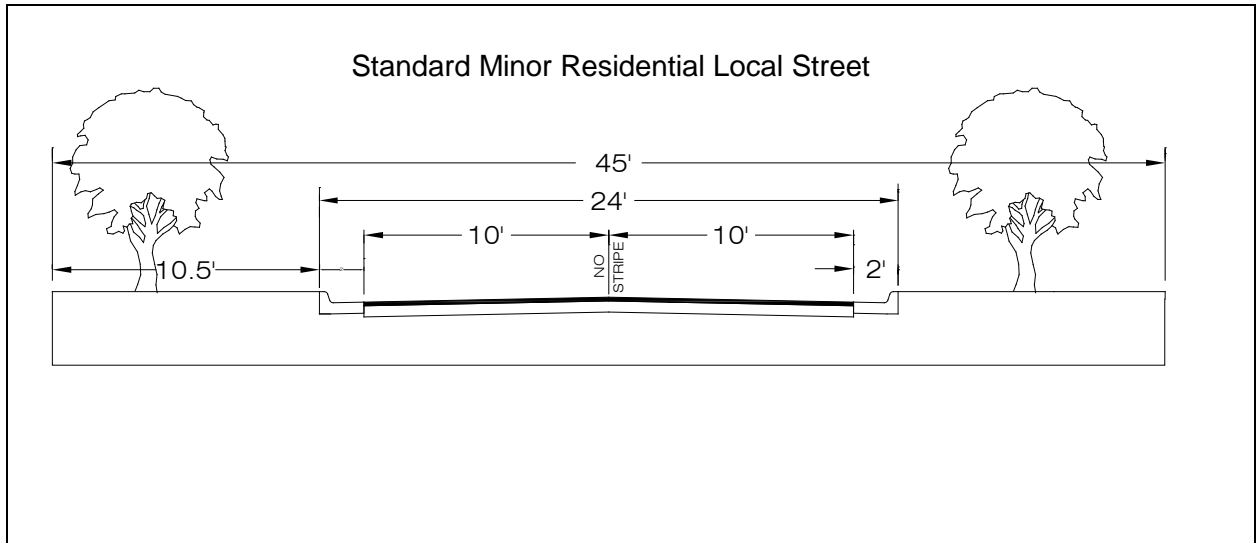 Standard Minor Residential Local Street
45'
24'
10' 10'
10.5' NO STRIPE 2'